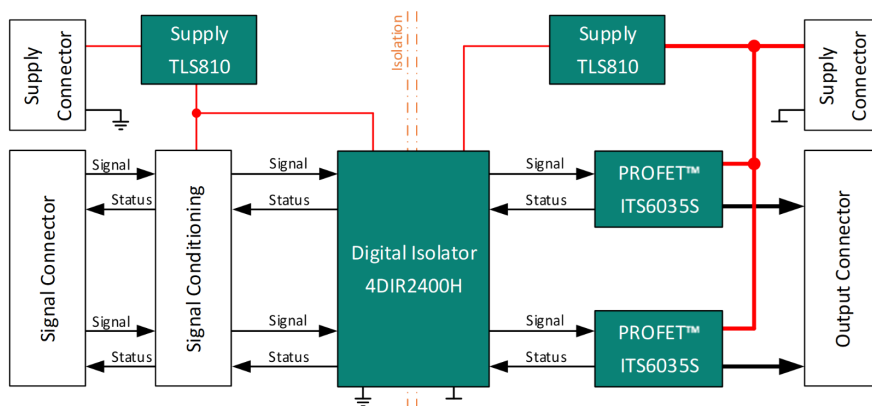 Supply
Connector
Supply
TLS810
Isolation
Supply
TLS810
Supply
Connector
Signal Connector
Signal
Status
Signal
Status
Signal Conditioning
Signal
Status
Signal
Status
Digital Isolator
4DIR2400H
Signal
Status
Signal
Status
PROFET™
ITS6035S
PROFET™
ITS6035S
Output Connector